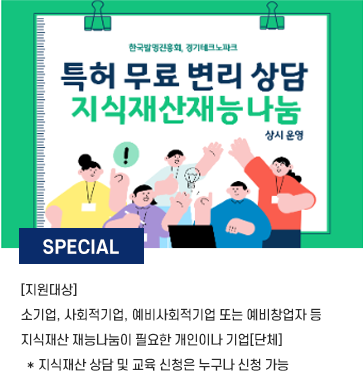 한국발명진흥회, 경기테크노파크
특허 무료 변리 상담
지식재산재능나눔
상시 운영
!
SPECIAL
[지원대상]
소기업, 사회적기업, 예비사회적기업 또는 예비창업자 등
지식재산 재능나눔이 필요한 개인이나 기업[단체]
* 지식재산 상담 및 교육 신청은 누구나 신청 가능